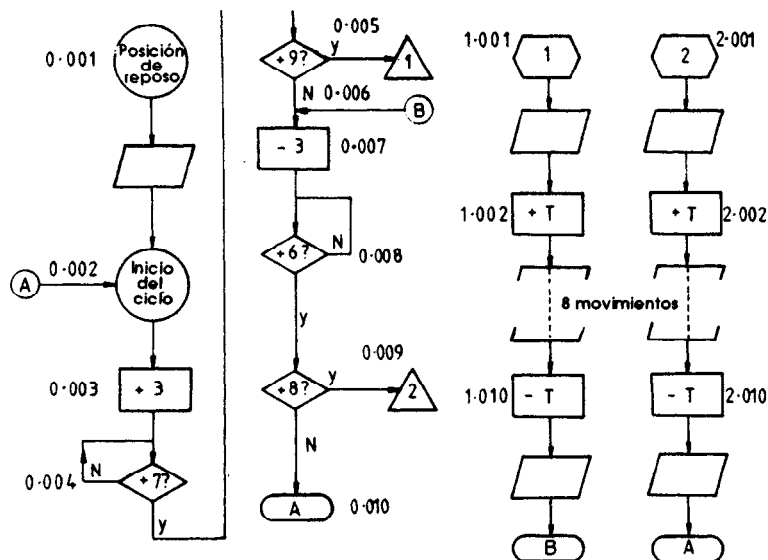 0.001
Posición
de
reposo
A
0.002
Inicio
del
ciclo
0.003
+ 3
N
0.004
+ 7?
y
0.005
+ 9?
y
1
N
0.006
B
- 3
0.007
+6?
N
0.008
y
0.009
+8?
y
2
N
A
0.010
1.001
1
1.002
+ T
8 movimientos
1.010
- T
B
2.001
2
+ T
2.002
- T
2.010
A